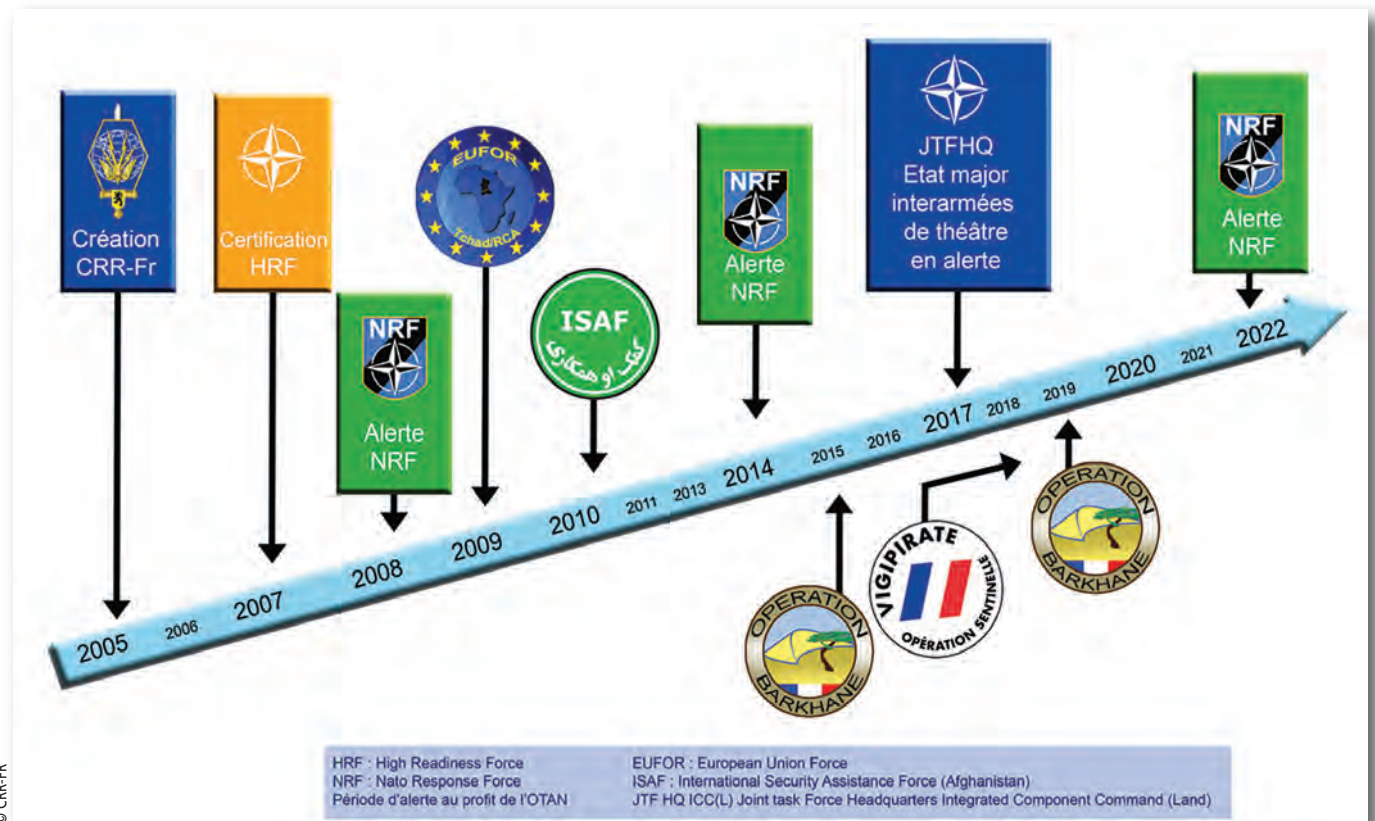 Création
CRR-Fr
Certification
HRF
NRF
Alerte
NRF
EUFOR
Tchad/RCA
ISAF
کمک او همکاری
NRF
Alerte
NRF
JTFHQ
Etat major
interarmées
de théâtre
en alerte
NRF
Alerte
NRF
2005
2006
2007
2008
2009
2010
2011
2013
2014
2015
2016
2017
2018
2019
2020
2021
2022
OPERATION
BARKHANE
VIGIPIRATE
OPÉRATION SENTINELLE
OPERATION
BARKHANE
HRF : High Readiness Force
NRF : Nato Response Force
Période d'alerte au profit de l'OTAN
EUFOR : European Union Force
ISAF : International Security Assistance Force (Afghanistan)
JTF HQ ICC(L) Joint task Force Headquarters Integrated Component Command (Land)
© CRR-FR